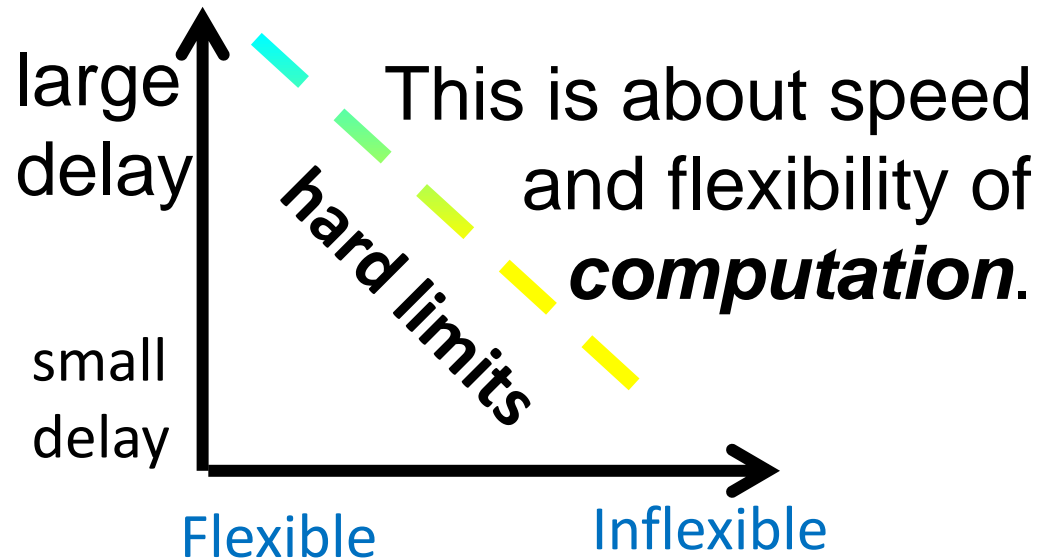 large
delay
This is about speed
and flexibility of
computation.
hard limits
small
delay
Flexible
Inflexible